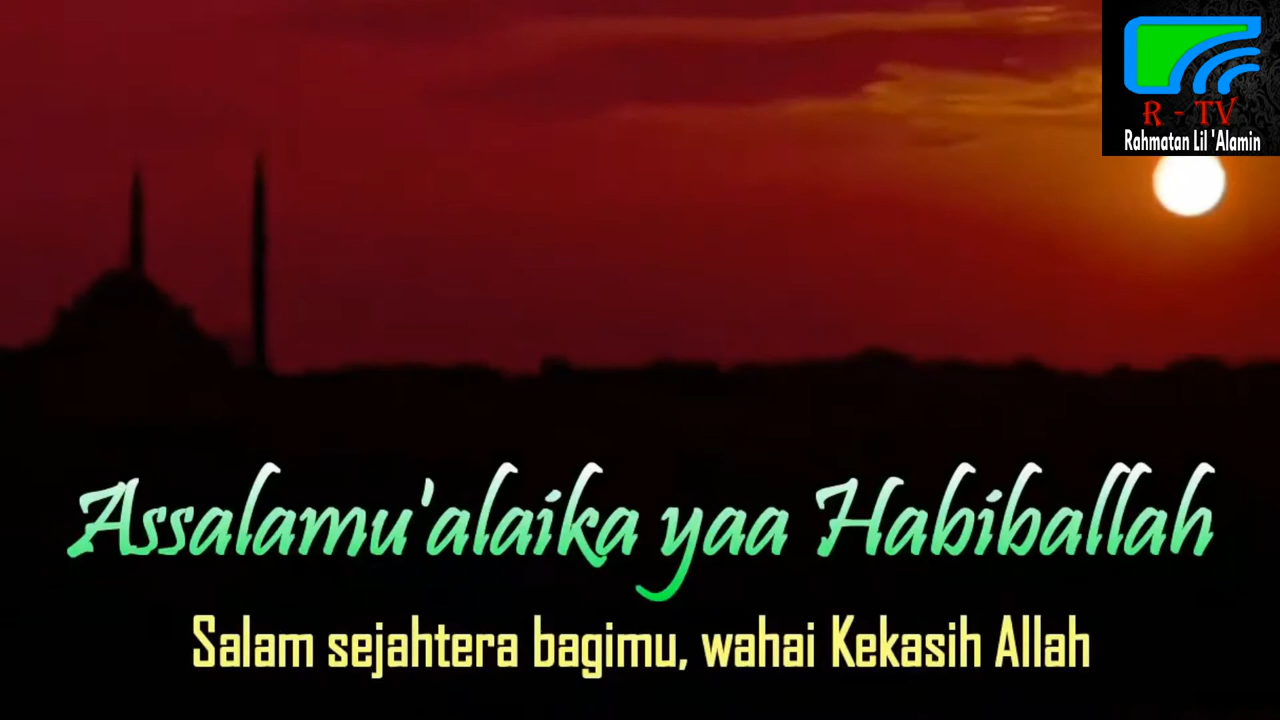 R - TV
Rahmatan Lil 'Alamin
Assalamu'alaika yaa Habiballah
Salam sejahtera bagimu, wahai Kekasih Allah